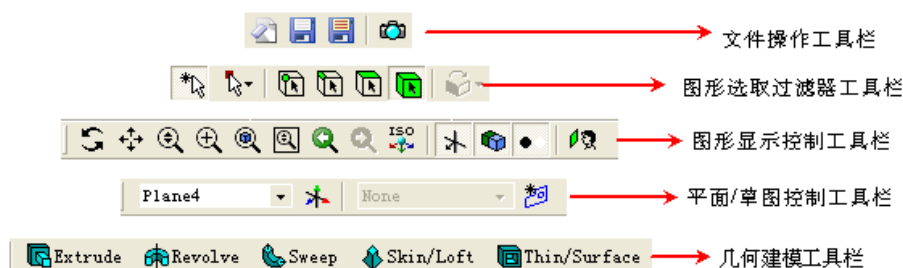 文件操作工具栏
图形选取过滤器工具栏
ISO 图形显示控制工具栏
Plane4 None 平面/草图控制工具栏
Extrude Revolve Sweep Skin/Loft Thin/Surface 几何建模工具栏